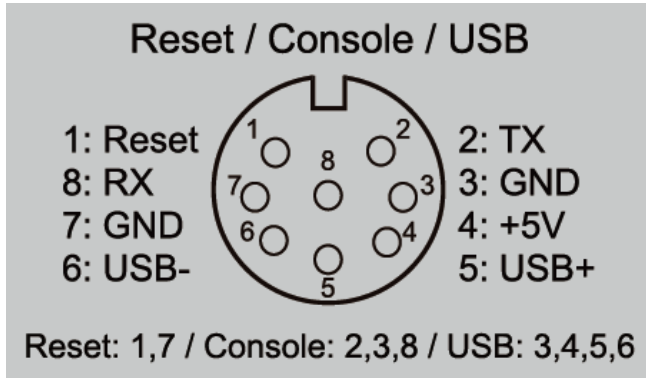 Reset / Console / USB
1: Reset
8: RX
7: GND
6: USB-
1
2
8
7
3
6
4
5
2: TX
3: GND
4: +5V
5: USB+
Reset: 1,7 / Console: 2,3,8 / USB: 3,4,5,6